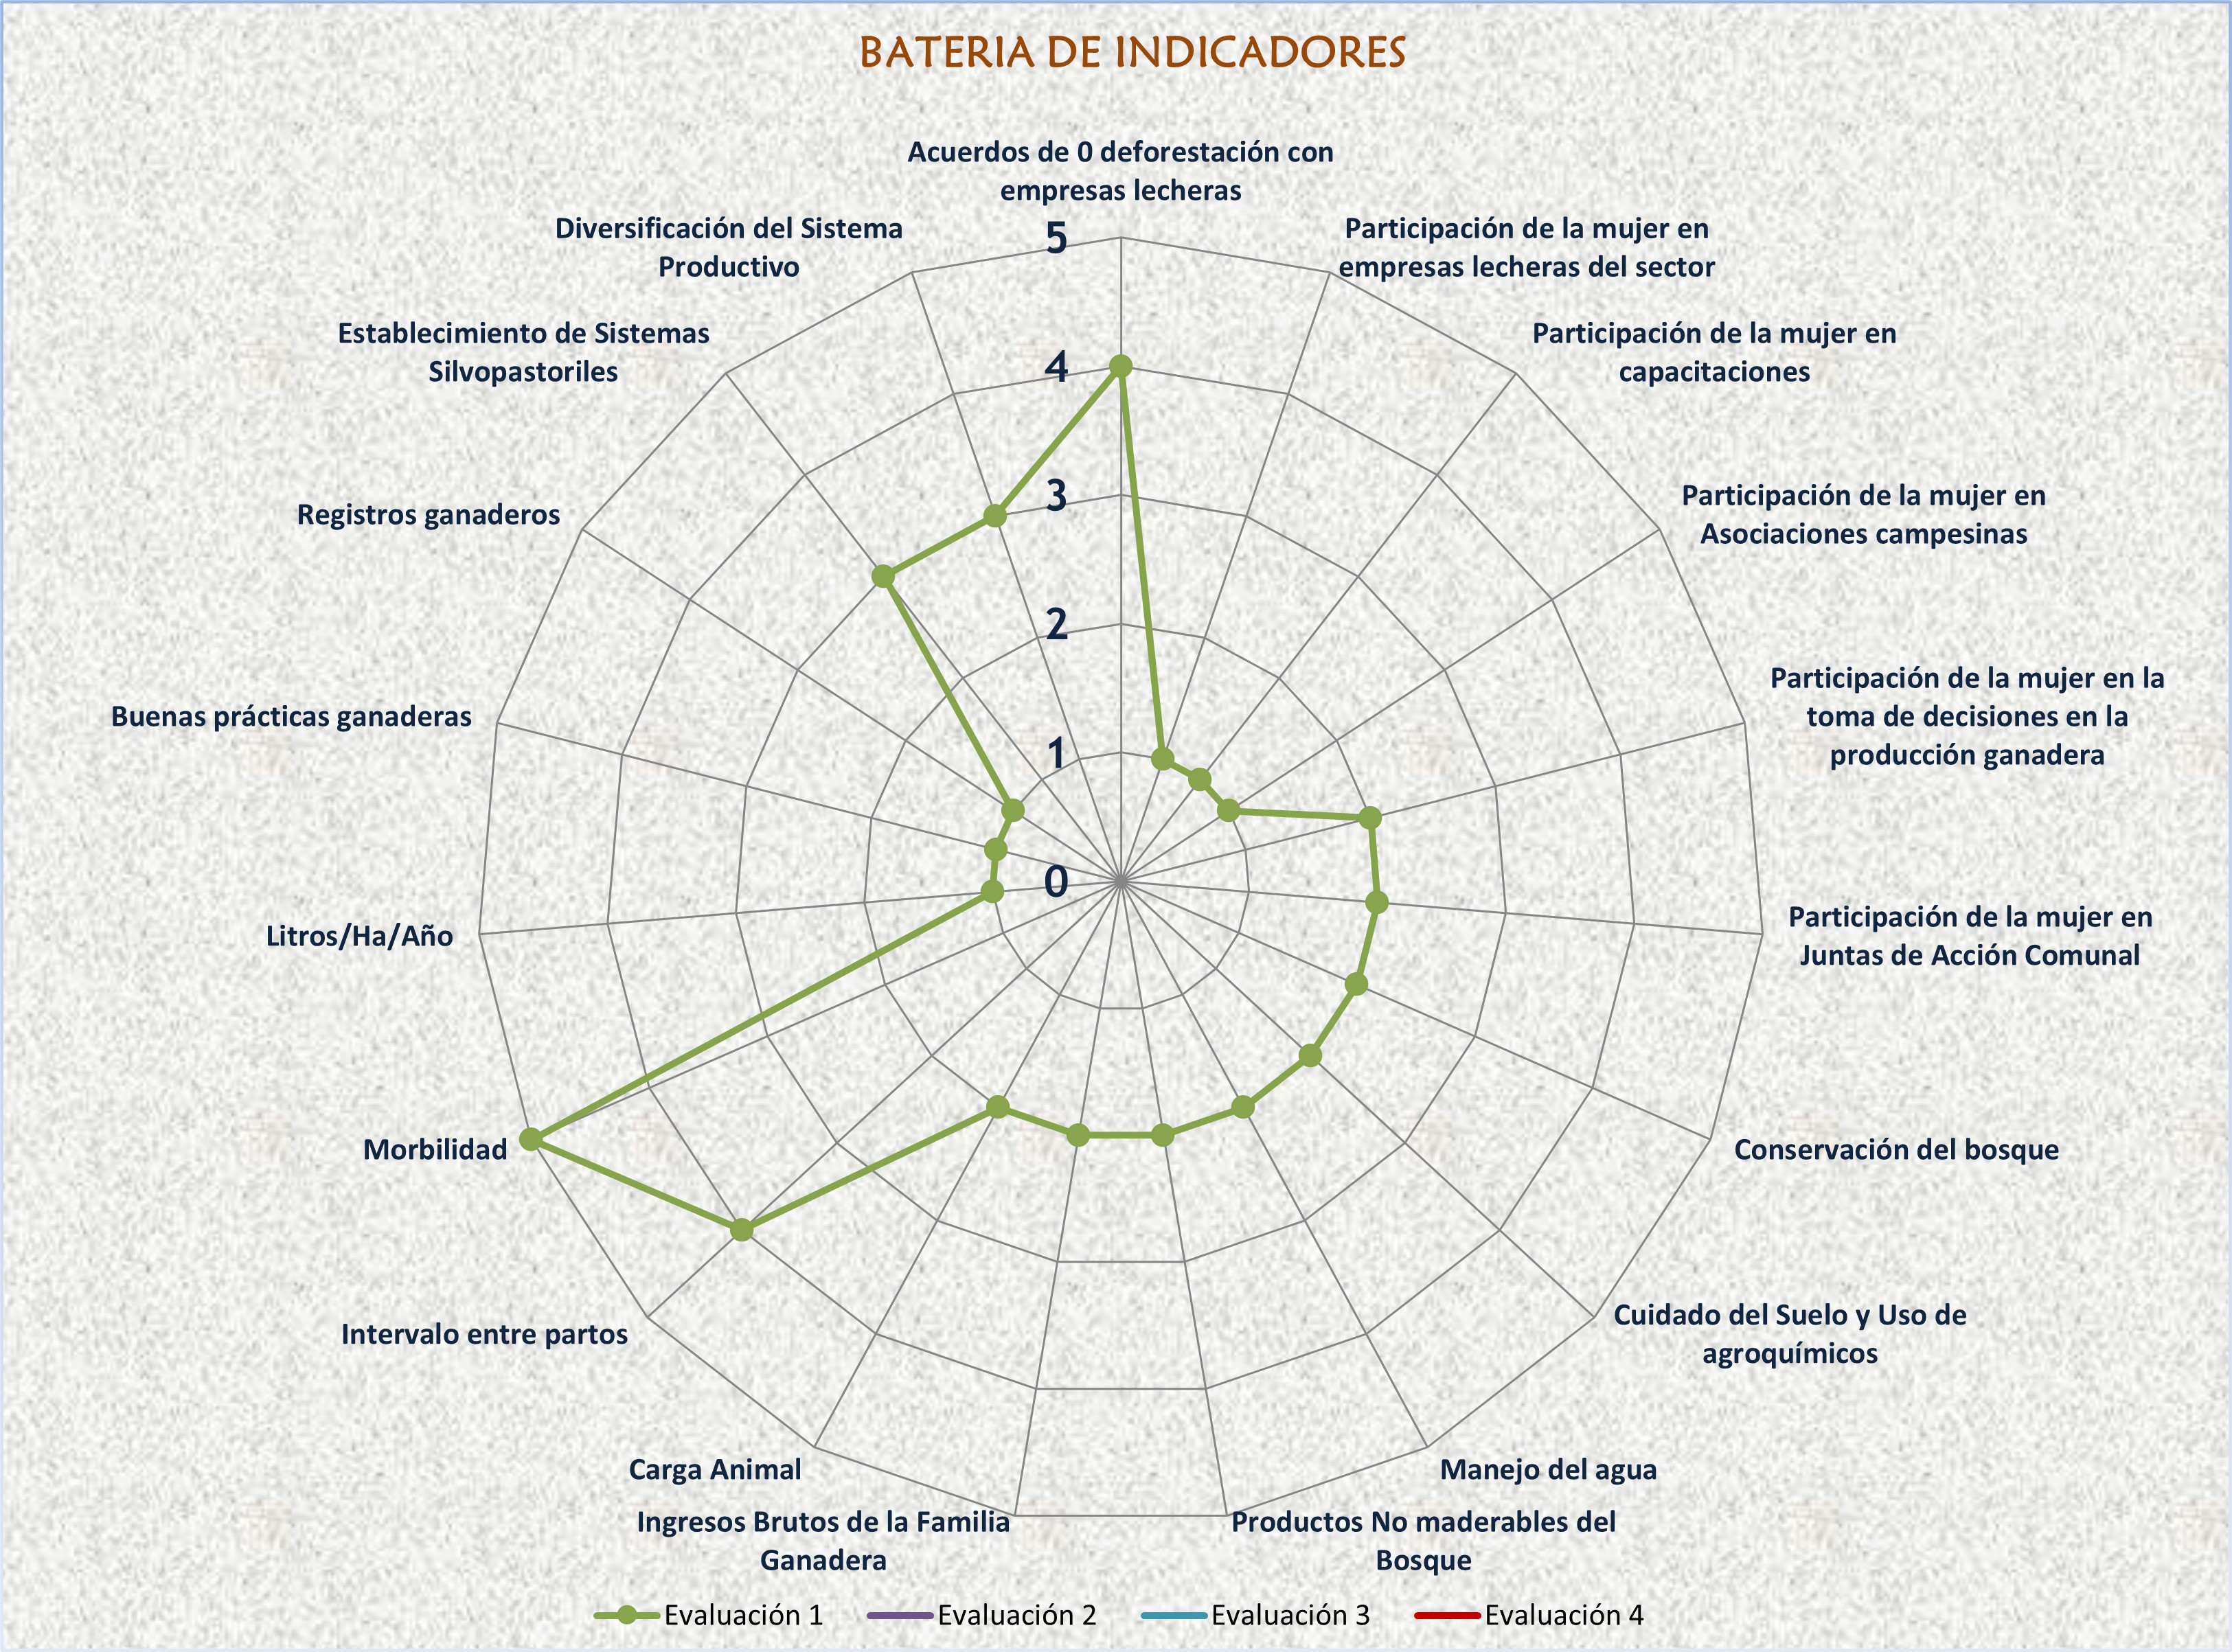 BATERIA DE INDICADORES
Acuerdos de 0 deforestación con
empresas lecheras
Participación de la mujer en
empresas lecheras del sector
Participación de la mujer en
capacitaciones
Participación de la mujer en
Asociaciones campesinas
Participación de la mujer en la
toma de decisiones en la
producción ganadera
Participación de la mujer en
Juntas de Acción Comunal
Conservación del bosque
Cuidado del Suelo y Uso de
agroquímicos
Manejo del agua
Productos No maderables del
Bosque
Ingresos Brutos de la Familia
Ganadera
Carga Animal
Intervalo entre partos
Morbilidad
Litros/Ha/Año
Buenas prácticas ganaderas
Registros ganaderos
Establecimiento de Sistemas
Silvopastoriles
Diversificación del Sistema
Productivo
5
4
3
2
1
0
Evaluación 1
Evaluación 2
Evaluación 3
Evaluación 4